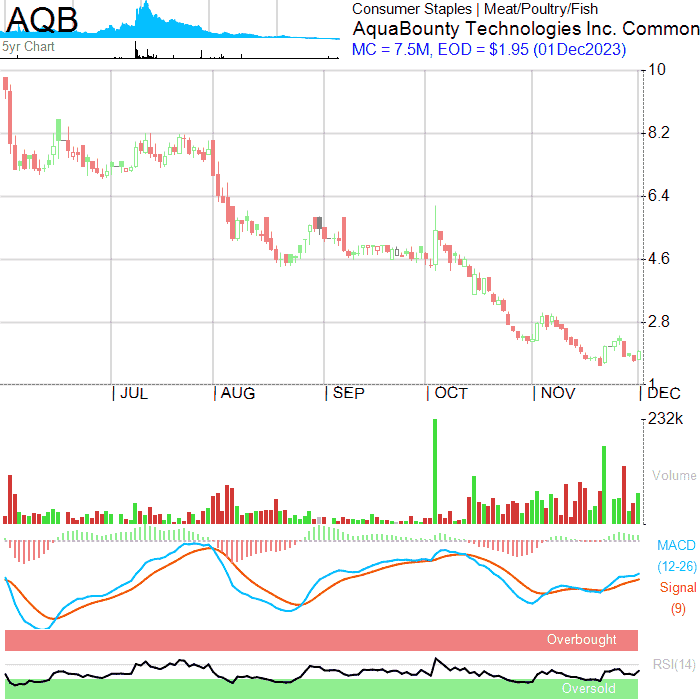 AQB
5yr Chart
Consumer Staples | Meat/Poultry/Fish
AquaBounty Technologies Inc. Common
MC = 7.5M, EOD = $1.95 (01Dec2023)
10
8.2
6.4
4.6
2.8
1
| JUL
| AUG
| SEP
| OCT
| NOV
| DEC
232k
Volume
MACD
(12-26)
Signal
(9)
Overbought
RSI(14)
Oversold